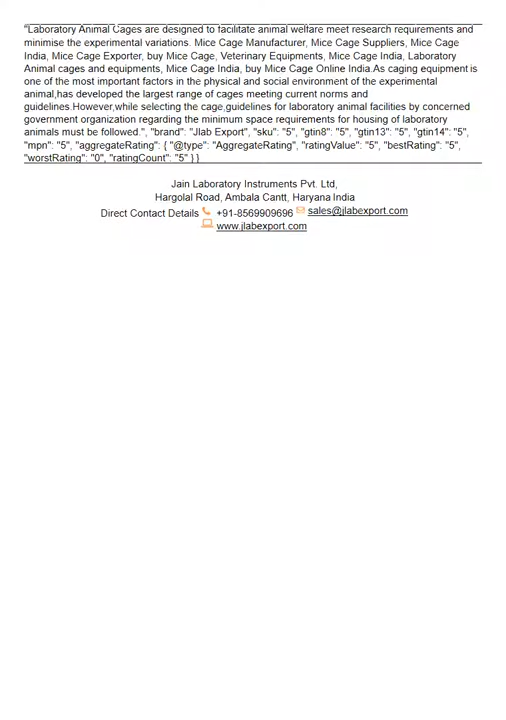 "Laboratory Animal Cages are designed to facilitate animal welfare meet research requirements and
minimise the experimental variations. Mice Cage Manufacturer, Mice Cage Suppliers, Mice Cage
India, Mice Cage Exporter, buy Mice Cage, Veterinary Equipments, Mice Cage India, Laboratory
Animal cages and equipments, Mice Cage India, buy Mice Cage Online India.As caging equipment is
one of the most important factors in the physical and social environment of the experimental
animal,has developed the largest range of cages meeting current norms and
guidelines.However,while selecting the cage,guidelines for laboratory animal facilities by concerned
government organization regarding the minimum space requirements for housing of laboratory
animals must be followed.", "brand": "Jlab Export", "sku": "5", "gtin8": "5", "gtin13": "5", "gtin14": "5",
"mpn": "5", "aggregateRating": { "@type": "AggregateRating", "ratingValue": "5", "bestRating": "5",
"worstRating": "0", "ratingCount": "5" } }
Jain Laboratory Instruments Pvt. Ltd,
Hargolal Road, Ambala Cantt, Haryana India
Direct Contact Details +91-8569909696 sales@jlabexport.com
www.jlabexport.com